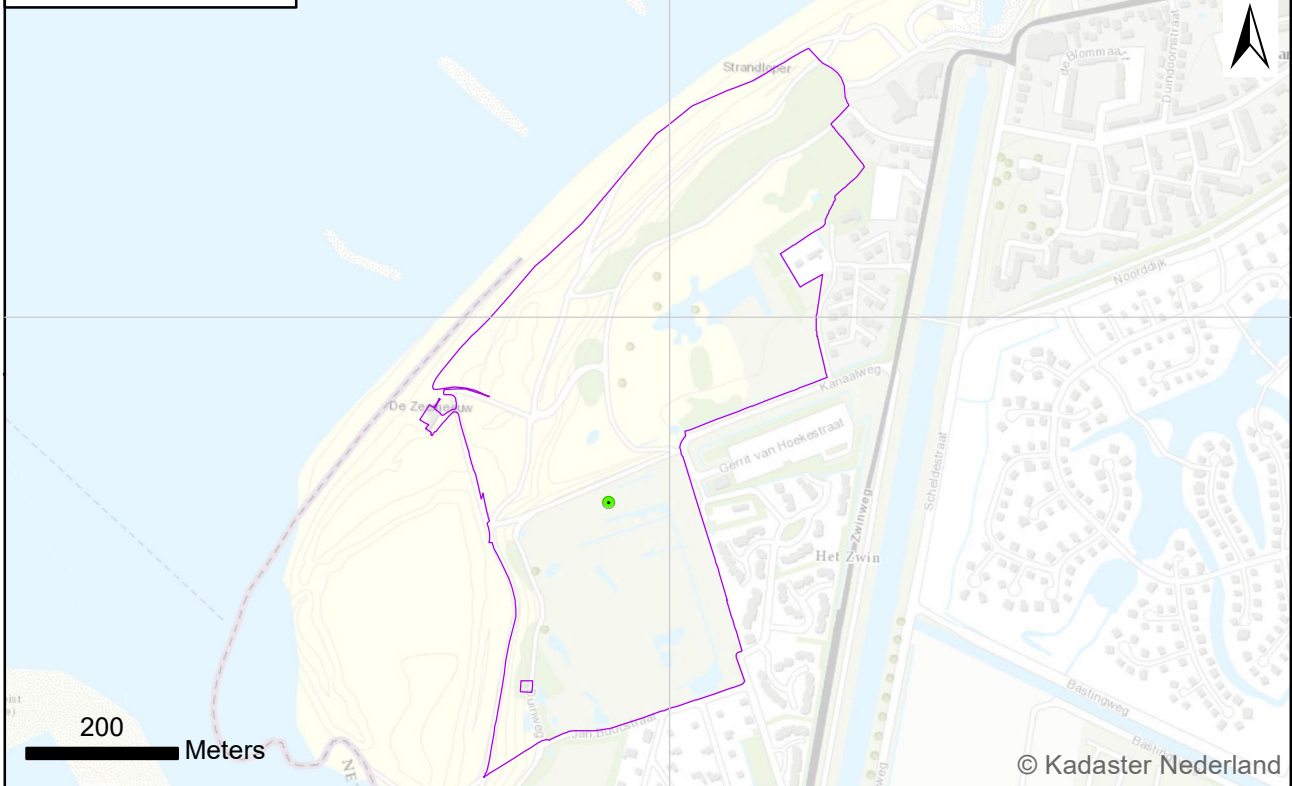 Strandloper
de Blommaart
Duindoornstraat
Noorddijk
De Zeemeeuw
Kanaalweg
Gerrit van Hoekestraat
Scheldestraat
Zwinweg
Het Zwin
Bastingweg
200
Meters
© Kadaster Nederland